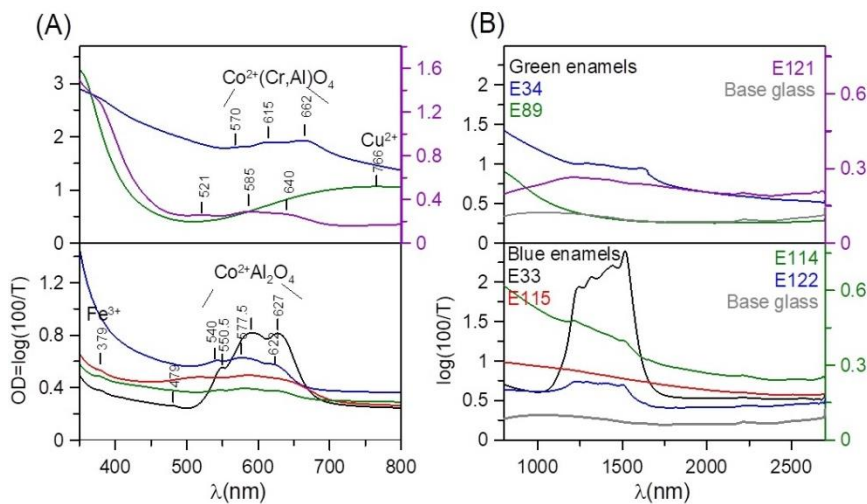 (A)
(B)
3
2
1
0
1.6
1.2
0.8
0.4
0
Co²⁺(Cr,Al)O₄
570
615
662
Cu²⁺
766
521
585
640
2
1.5
1
0.5
0
0.6
0.3
0
Green enamels
E34
E89
E121
Base glass
OD=log(100/T)
1.2
0.8
0.4
0
Co²⁺Al₂O₄
Fe³⁺
379
479
540
550.5
577.5
622
627
400
500
600
700
800
λ(nm)
log(100/T)
2
1.5
1
0.5
0
0.6
0.3
0
Blue enamels
E33
E115
E114
E122
Base glass
1000
1500
2000
2500
λ(nm)